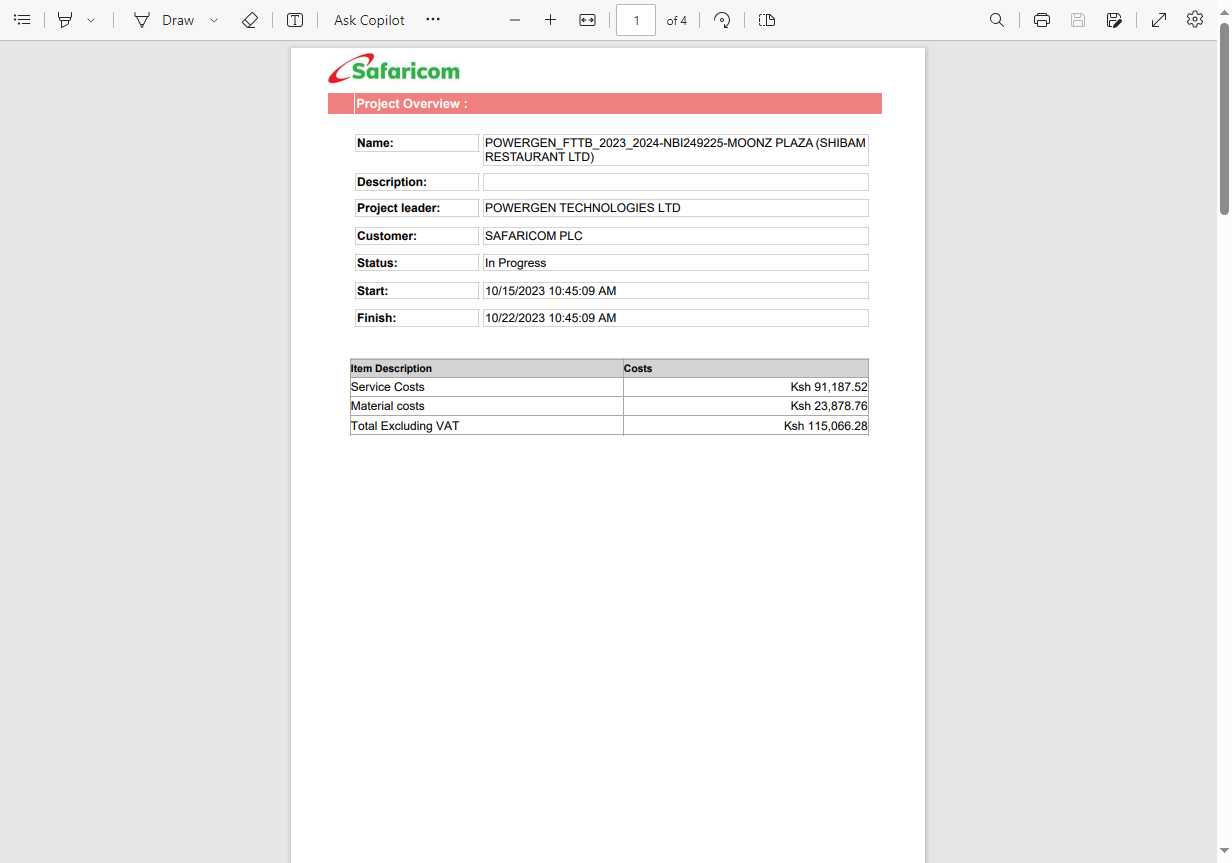 Draw
Ask Copilot
1 of 4
Safaricom
Project Overview :
Name: POWERGEN_FTTB_2023_2024-NBI249225-MOONZ PLAZA (SHIBAM
RESTAURANT LTD)
Description:
Project leader: POWERGEN TECHNOLOGIES LTD
Customer: SAFARICOM PLC
Status: In Progress
Start: 10/15/2023 10:45:09 AM
Finish: 10/22/2023 10:45:09 AM
Item Description Costs
Service Costs Ksh 91,187.52
Material costs Ksh 23,878.76
Total Excluding VAT Ksh 115,066.28